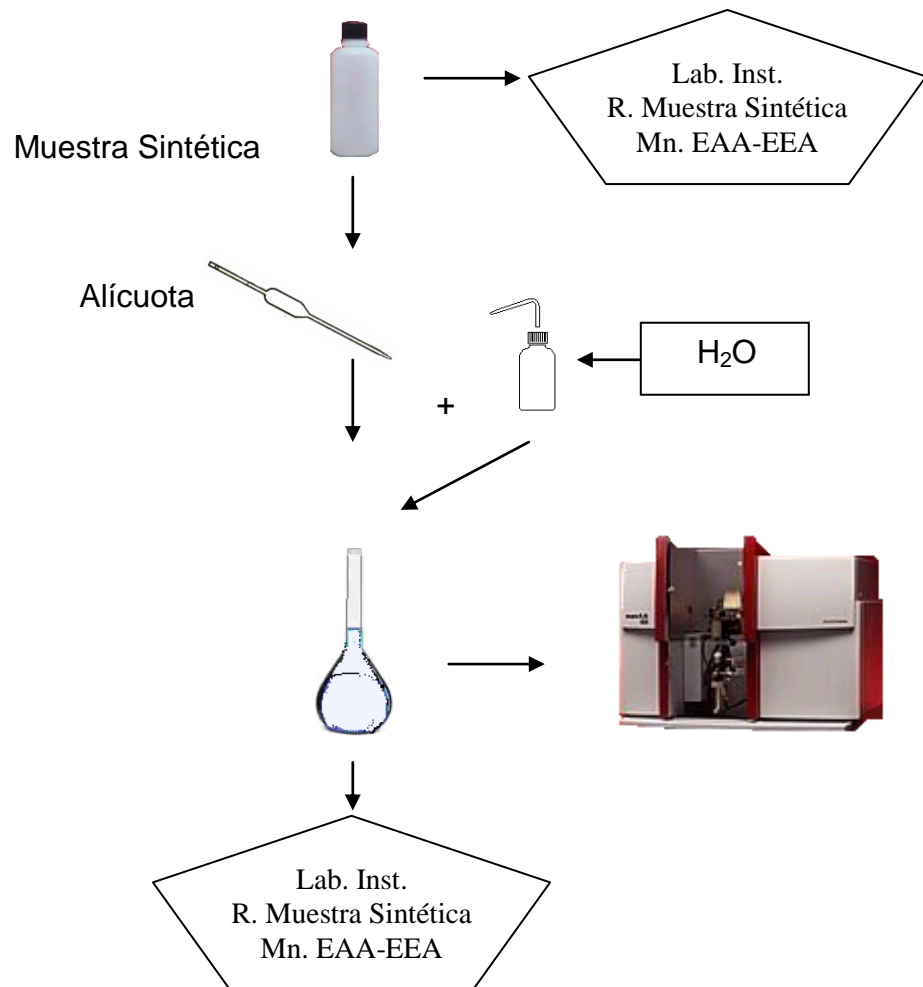 Lab. Inst.
R. Muestra Sintética
Mn. EAA-EEA
Muestra Sintética
Alícuota
H₂O
+
Lab. Inst.
R. Muestra Sintética
Mn. EAA-EEA